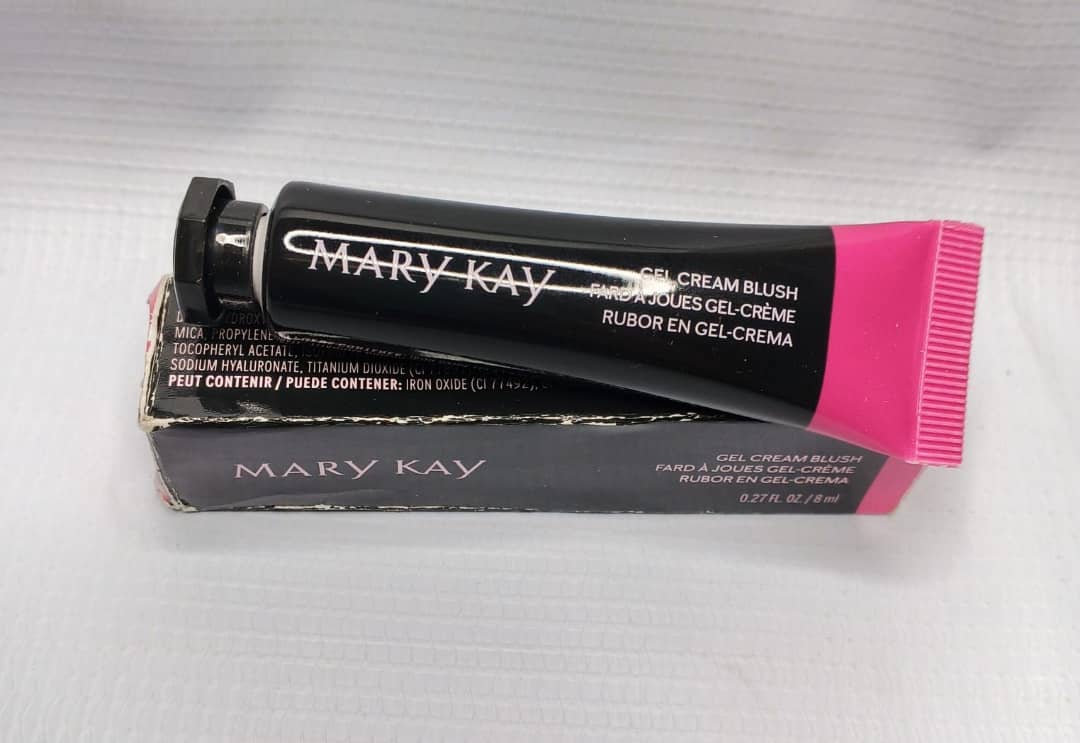 MARY KAY
GEL CREAM BLUSH
FARD À JOUES GEL-CRÈME
RUBOR EN GEL-CREMA
MICA, PROPYLENE
TOCOPHERYL ACETATE,
SODIUM HYALURONATE, TITANIUM DIOXIDE (CI
PEUT CONTENIR / PUEDE CONTENER: IRON OXIDE (CI 77492),
MARY KAY
GEL CREAM BLUSH
FARD À JOUES GEL-CRÈME
RUBOR EN GEL-CREMA
0.27 FL. OZ. / 8 ml